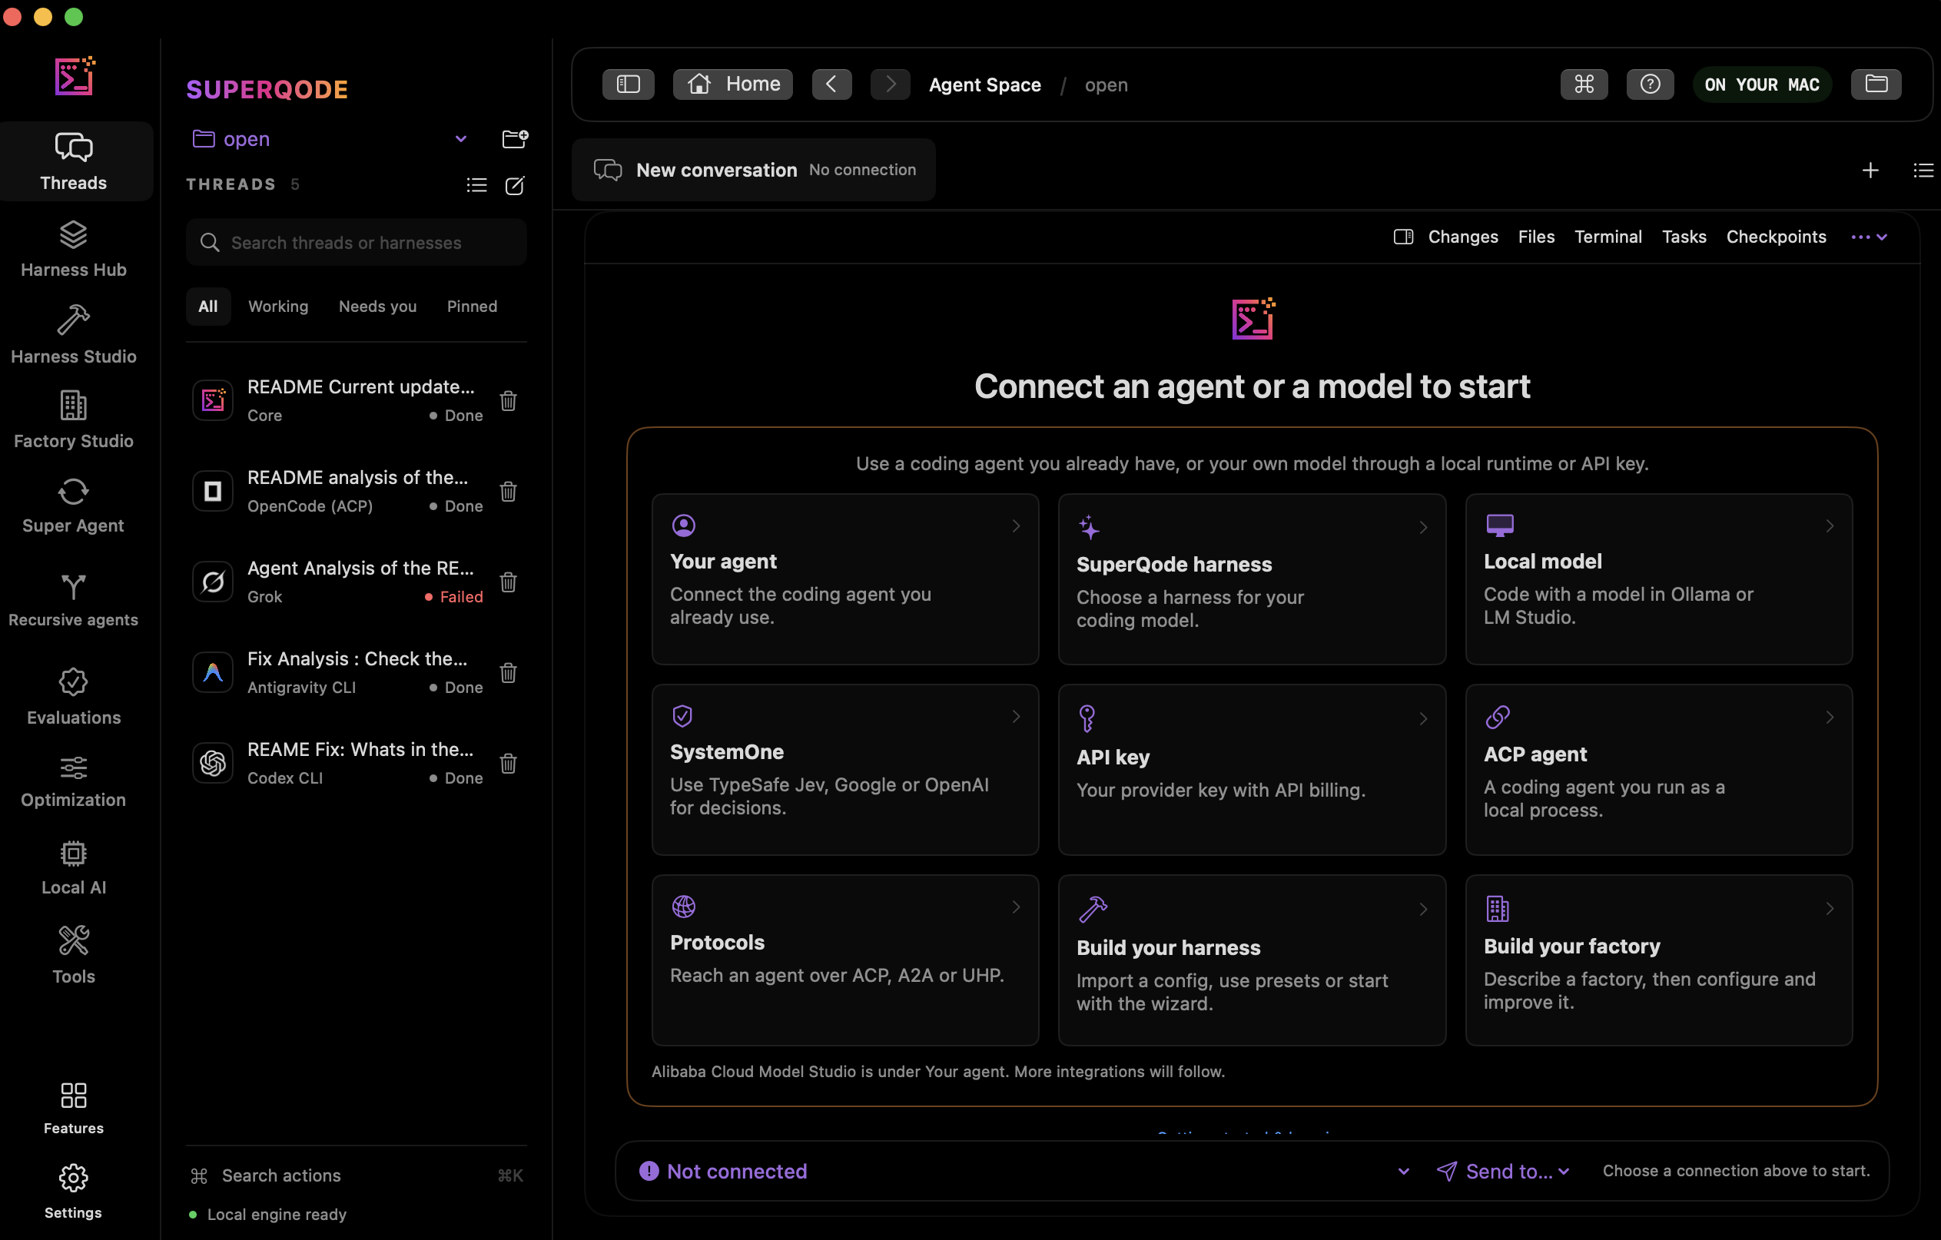 Threads
Harness Hub
Harness Studio
Factory Studio
Super Agent
Recursive agents
Evaluations
Optimization
Local AI
Tools
Features
Settings
SUPERQODE
open
THREADS 5
Search threads or harnesses
All Working Needs you Pinned
README Current update...
Core Done
README analysis of the...
OpenCode (ACP) Done
Agent Analysis of the RE...
Grok Failed
Fix Analysis : Check the...
Antigravity CLI Done
REAME Fix: Whats in the...
Codex CLI Done
Search actions ⌘K
Local engine ready
Home Agent Space / open ON YOUR MAC
New conversation No connection
Changes Files Terminal Tasks Checkpoints
Connect an agent or a model to start
Use a coding agent you already have, or your own model through a local runtime or API key.
Your agent
Connect the coding agent you
already use.
SuperQode harness
Choose a harness for your
coding model.
Local model
Code with a model in Ollama or
LM Studio.
SystemOne
Use TypeSafe Jev, Google or OpenAI
for decisions.
API key
Your provider key with API billing.
ACP agent
A coding agent you run as a
local process.
Protocols
Reach an agent over ACP, A2A or UHP.
Build your harness
Import a config, use presets or start
with the wizard.
Build your factory
Describe a factory, then configure and
improve it.
Alibaba Cloud Model Studio is under Your agent. More integrations will follow.
Not connected Send to... Choose a connection above to start.